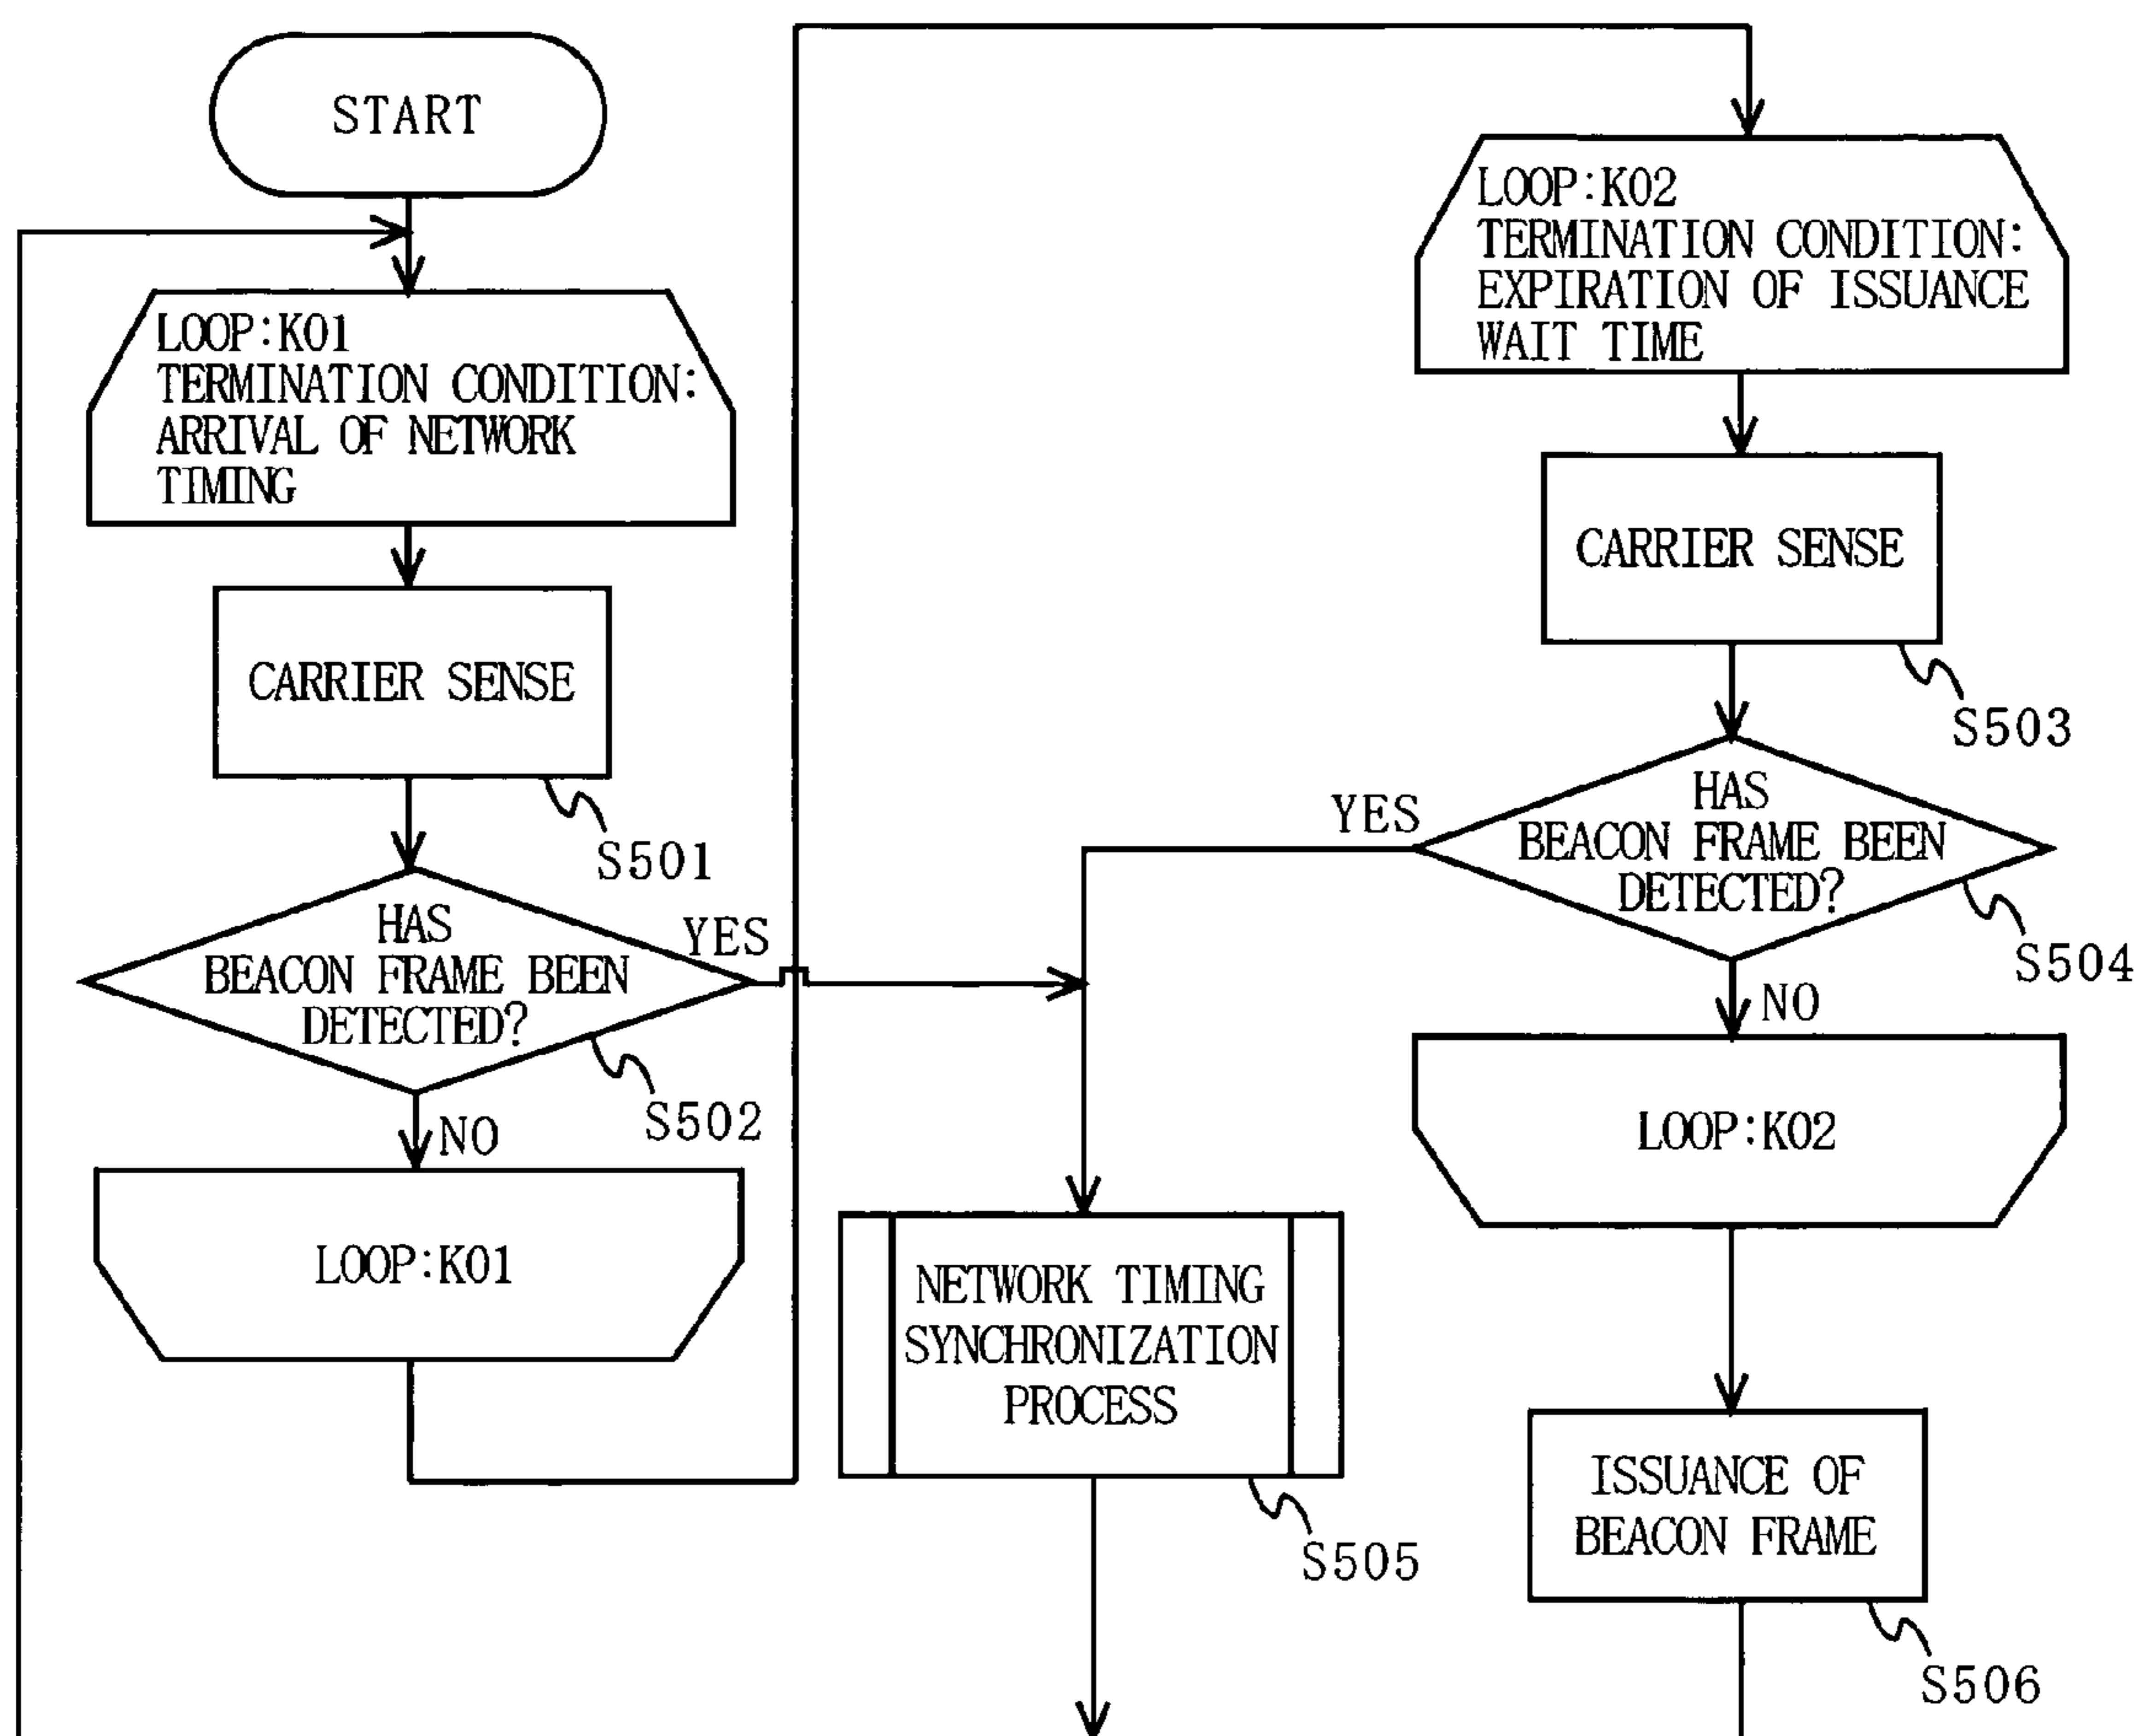 START
LOOP:K01
TERMINATION CONDITION:
ARRIVAL OF NETWORK
TIMING
CARRIER SENSE
S501
HAS
BEACON FRAME BEEN
DETECTED?
YES
S502
NO
LOOP:K01
LOOP:K02
TERMINATION CONDITION:
EXPIRATION OF ISSUANCE
WAIT TIME
CARRIER SENSE
S503
HAS
BEACON FRAME BEEN
DETECTED?
YES
S504
NO
LOOP:K02
NETWORK TIMING
SYNCHRONIZATION
PROCESS
S505
ISSUANCE OF
BEACON FRAME
S506